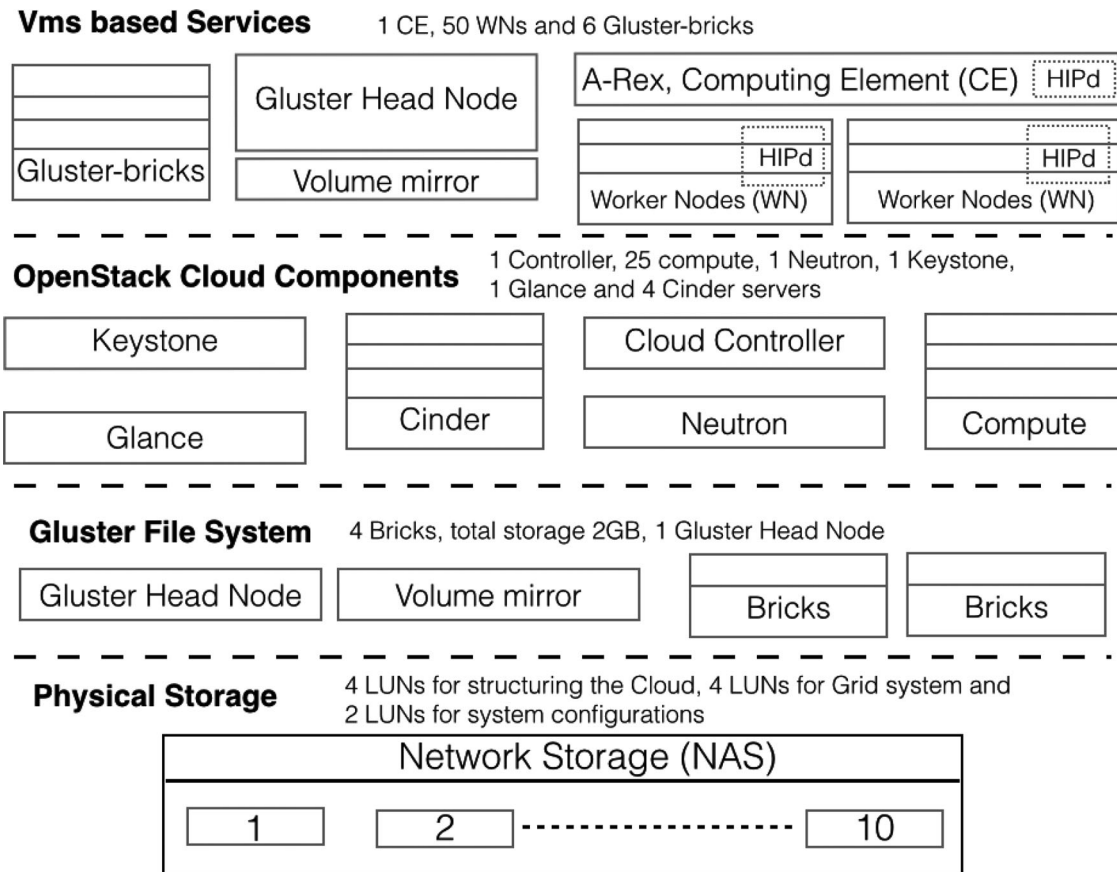 Vms based Services
1 CE, 50 WNs and 6 Gluster-bricks
Gluster-bricks
Gluster Head Node
Volume mirror
A-Rex, Computing Element (CE)
HIPd
HIPd
Worker Nodes (WN)
HIPd
Worker Nodes (WN)
OpenStack Cloud Components
1 Controller, 25 compute, 1 Neutron, 1 Keystone,
1 Glance and 4 Cinder servers
Keystone
Glance
Cinder
Cloud Controller
Neutron
Compute
Gluster File System
4 Bricks, total storage 2GB, 1 Gluster Head Node
Gluster Head Node
Volume mirror
Bricks
Bricks
Physical Storage
4 LUNs for structuring the Cloud, 4 LUNs for Grid system and
2 LUNs for system configurations
Network Storage (NAS)
1
2
10